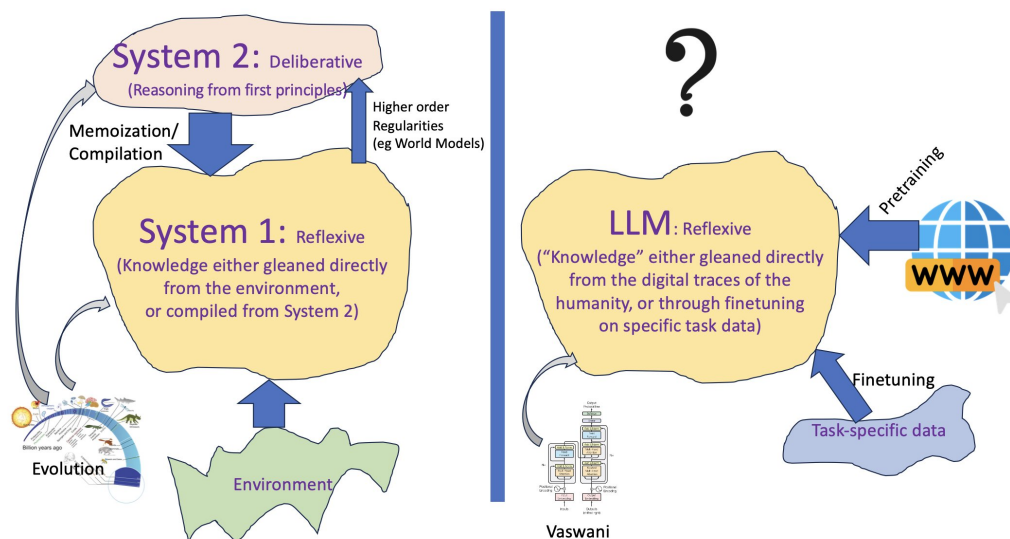 System 2: Deliberative
(Reasoning from first principles)
Memoization/
Compilation
Higher order
Regularities
(eg World Models)
System 1: Reflexive
(Knowledge either gleaned directly
from the environment,
or compiled from System 2)
Billion years ago
Evolution
Environment
?
Pretraining
WWW
LLM: Reflexive
(“Knowledge” either gleaned directly
from the digital traces of the
humanity, or through finetuning
on specific task data)
Finetuning
Task-specific data
Vaswani